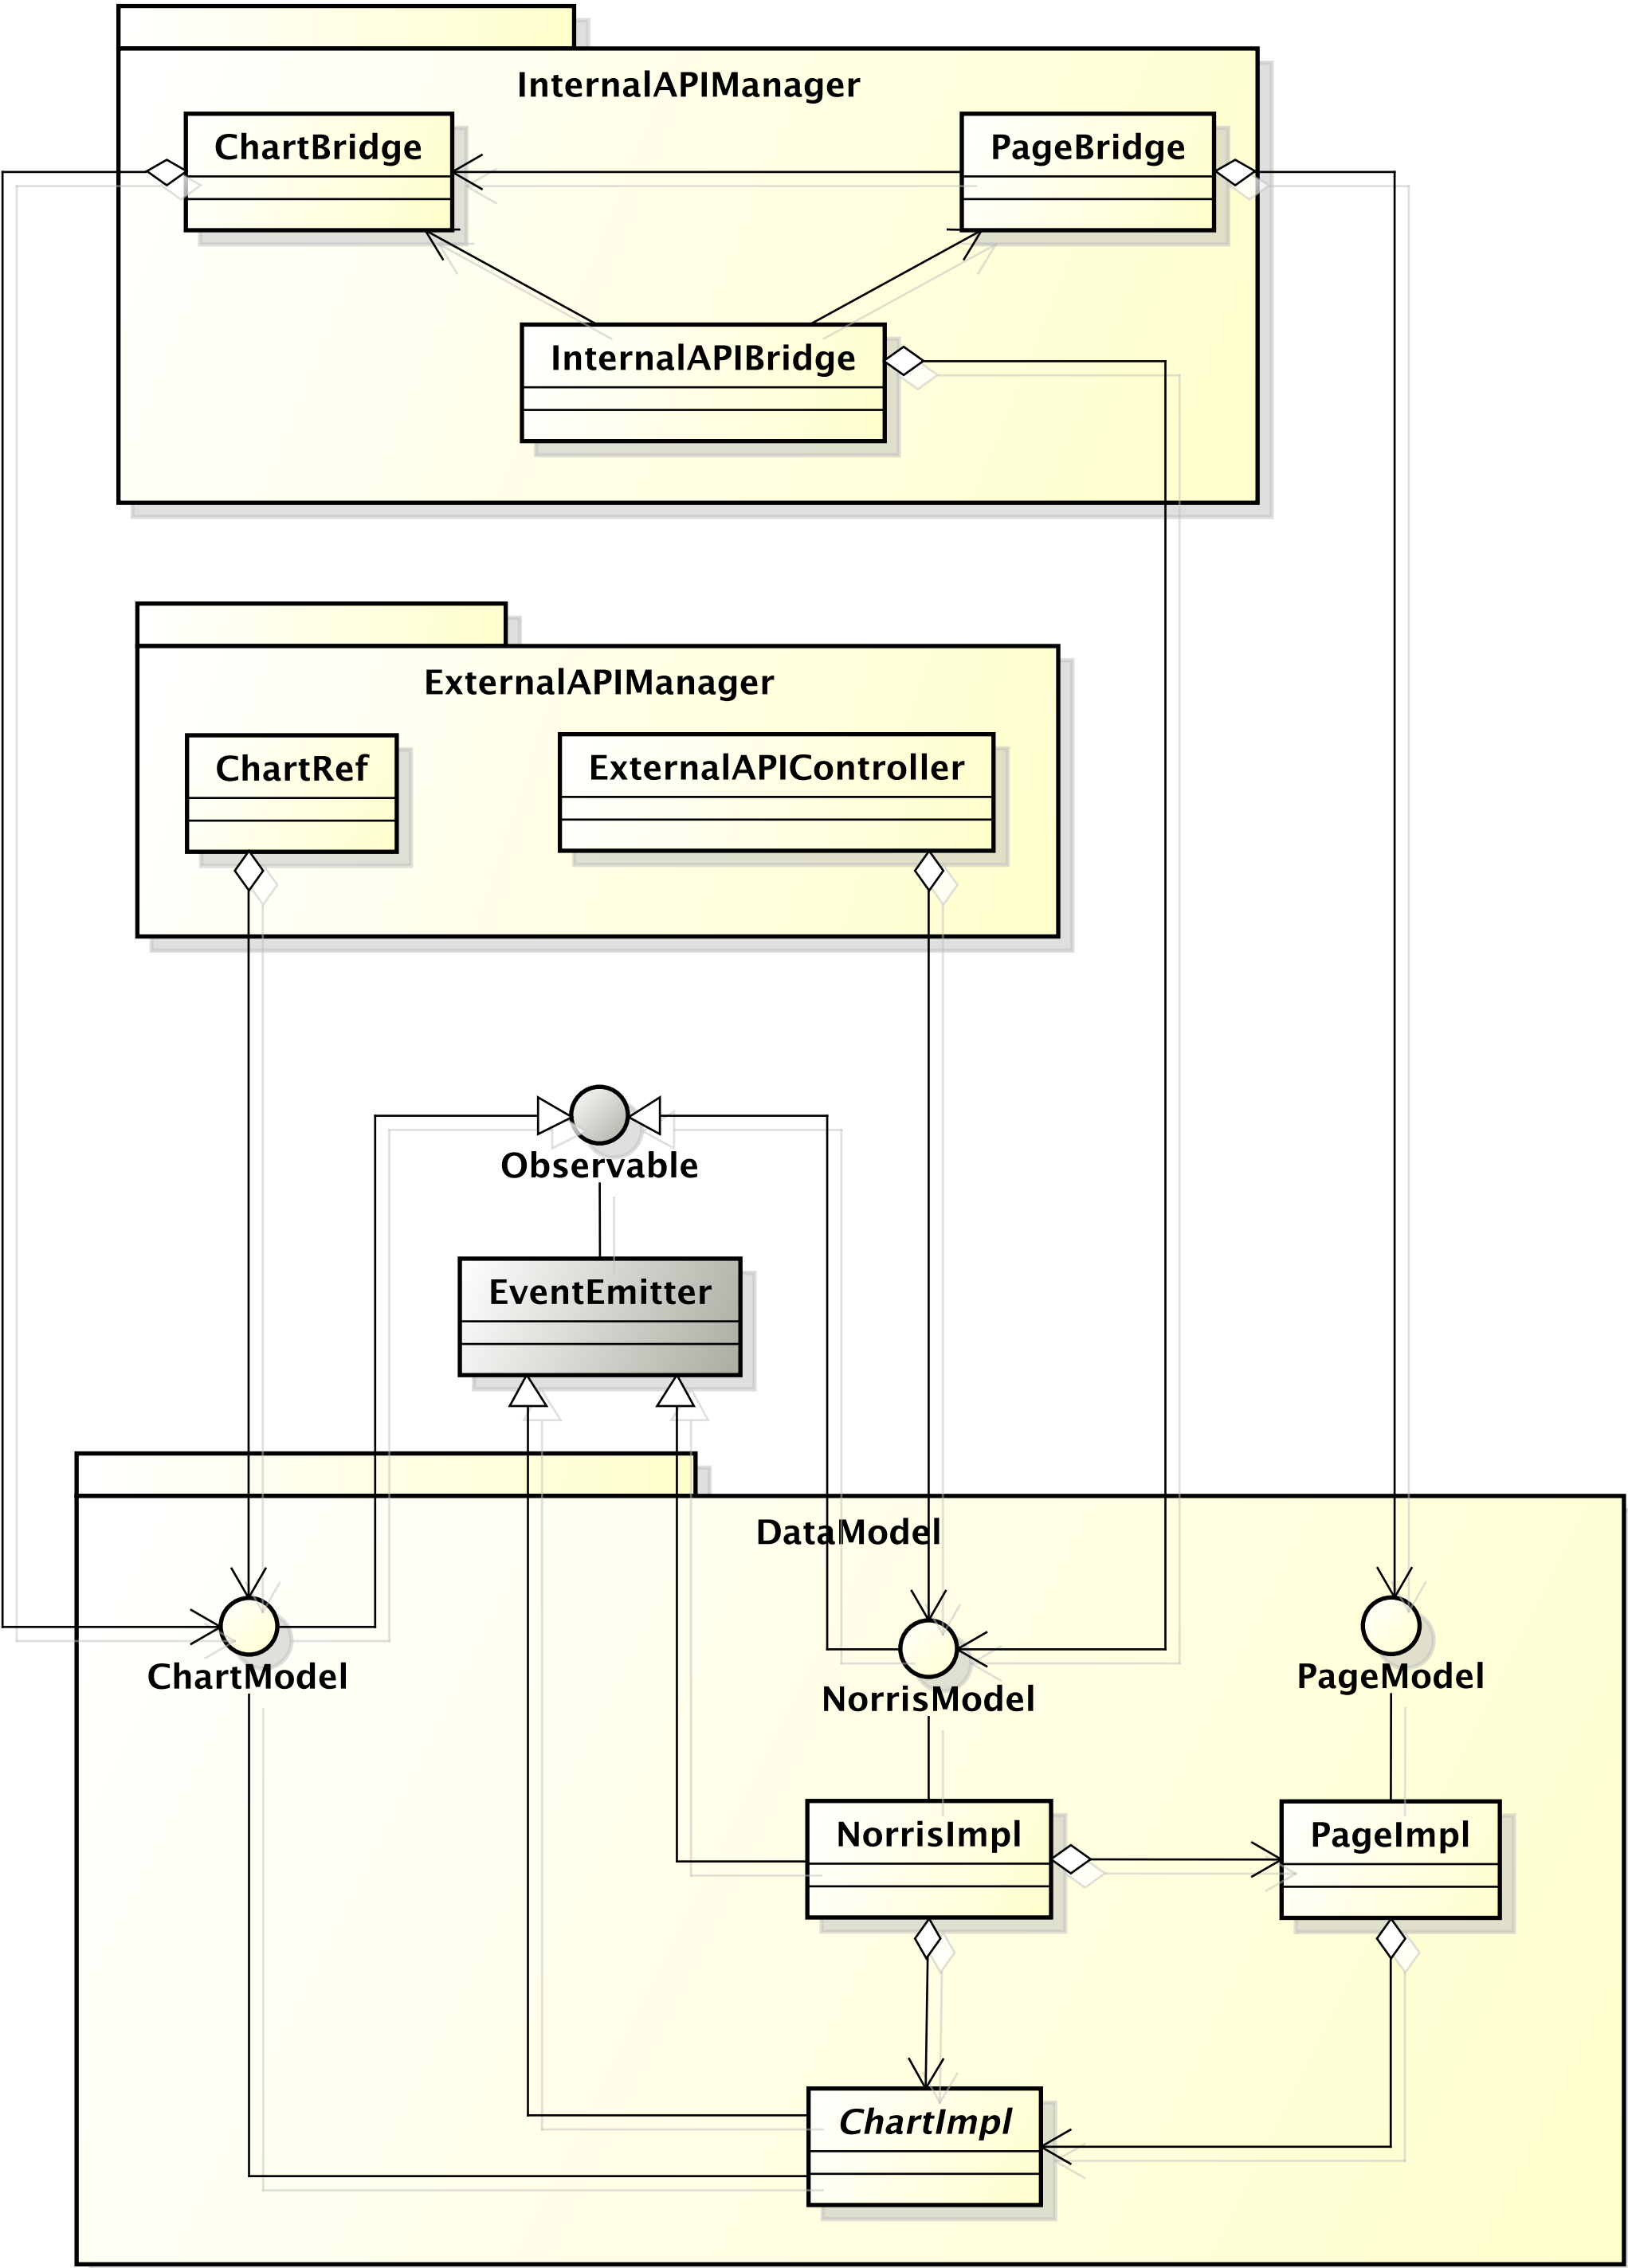 InternalAPIManager
ChartBridge
PageBridge
InternalAPIBridge
ExternalAPIManager
ChartRef
ExternalAPIController
Observable
EventEmitter
DataModel
ChartModel
NorrisModel
PageModel
NorrisImpl
PageImpl
ChartImpl